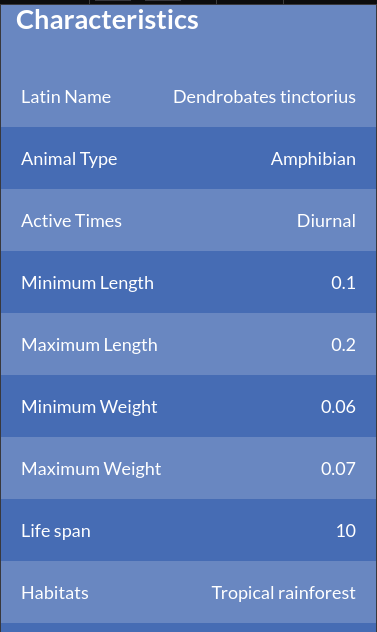 Characteristics
Latin Name Dendrobates tinctorius
Animal Type Amphibian
Active Times Diurnal
Minimum Length 0.1
Maximum Length 0.2
Minimum Weight 0.06
Maximum Weight 0.07
Life span 10
Habitats Tropical rainforest